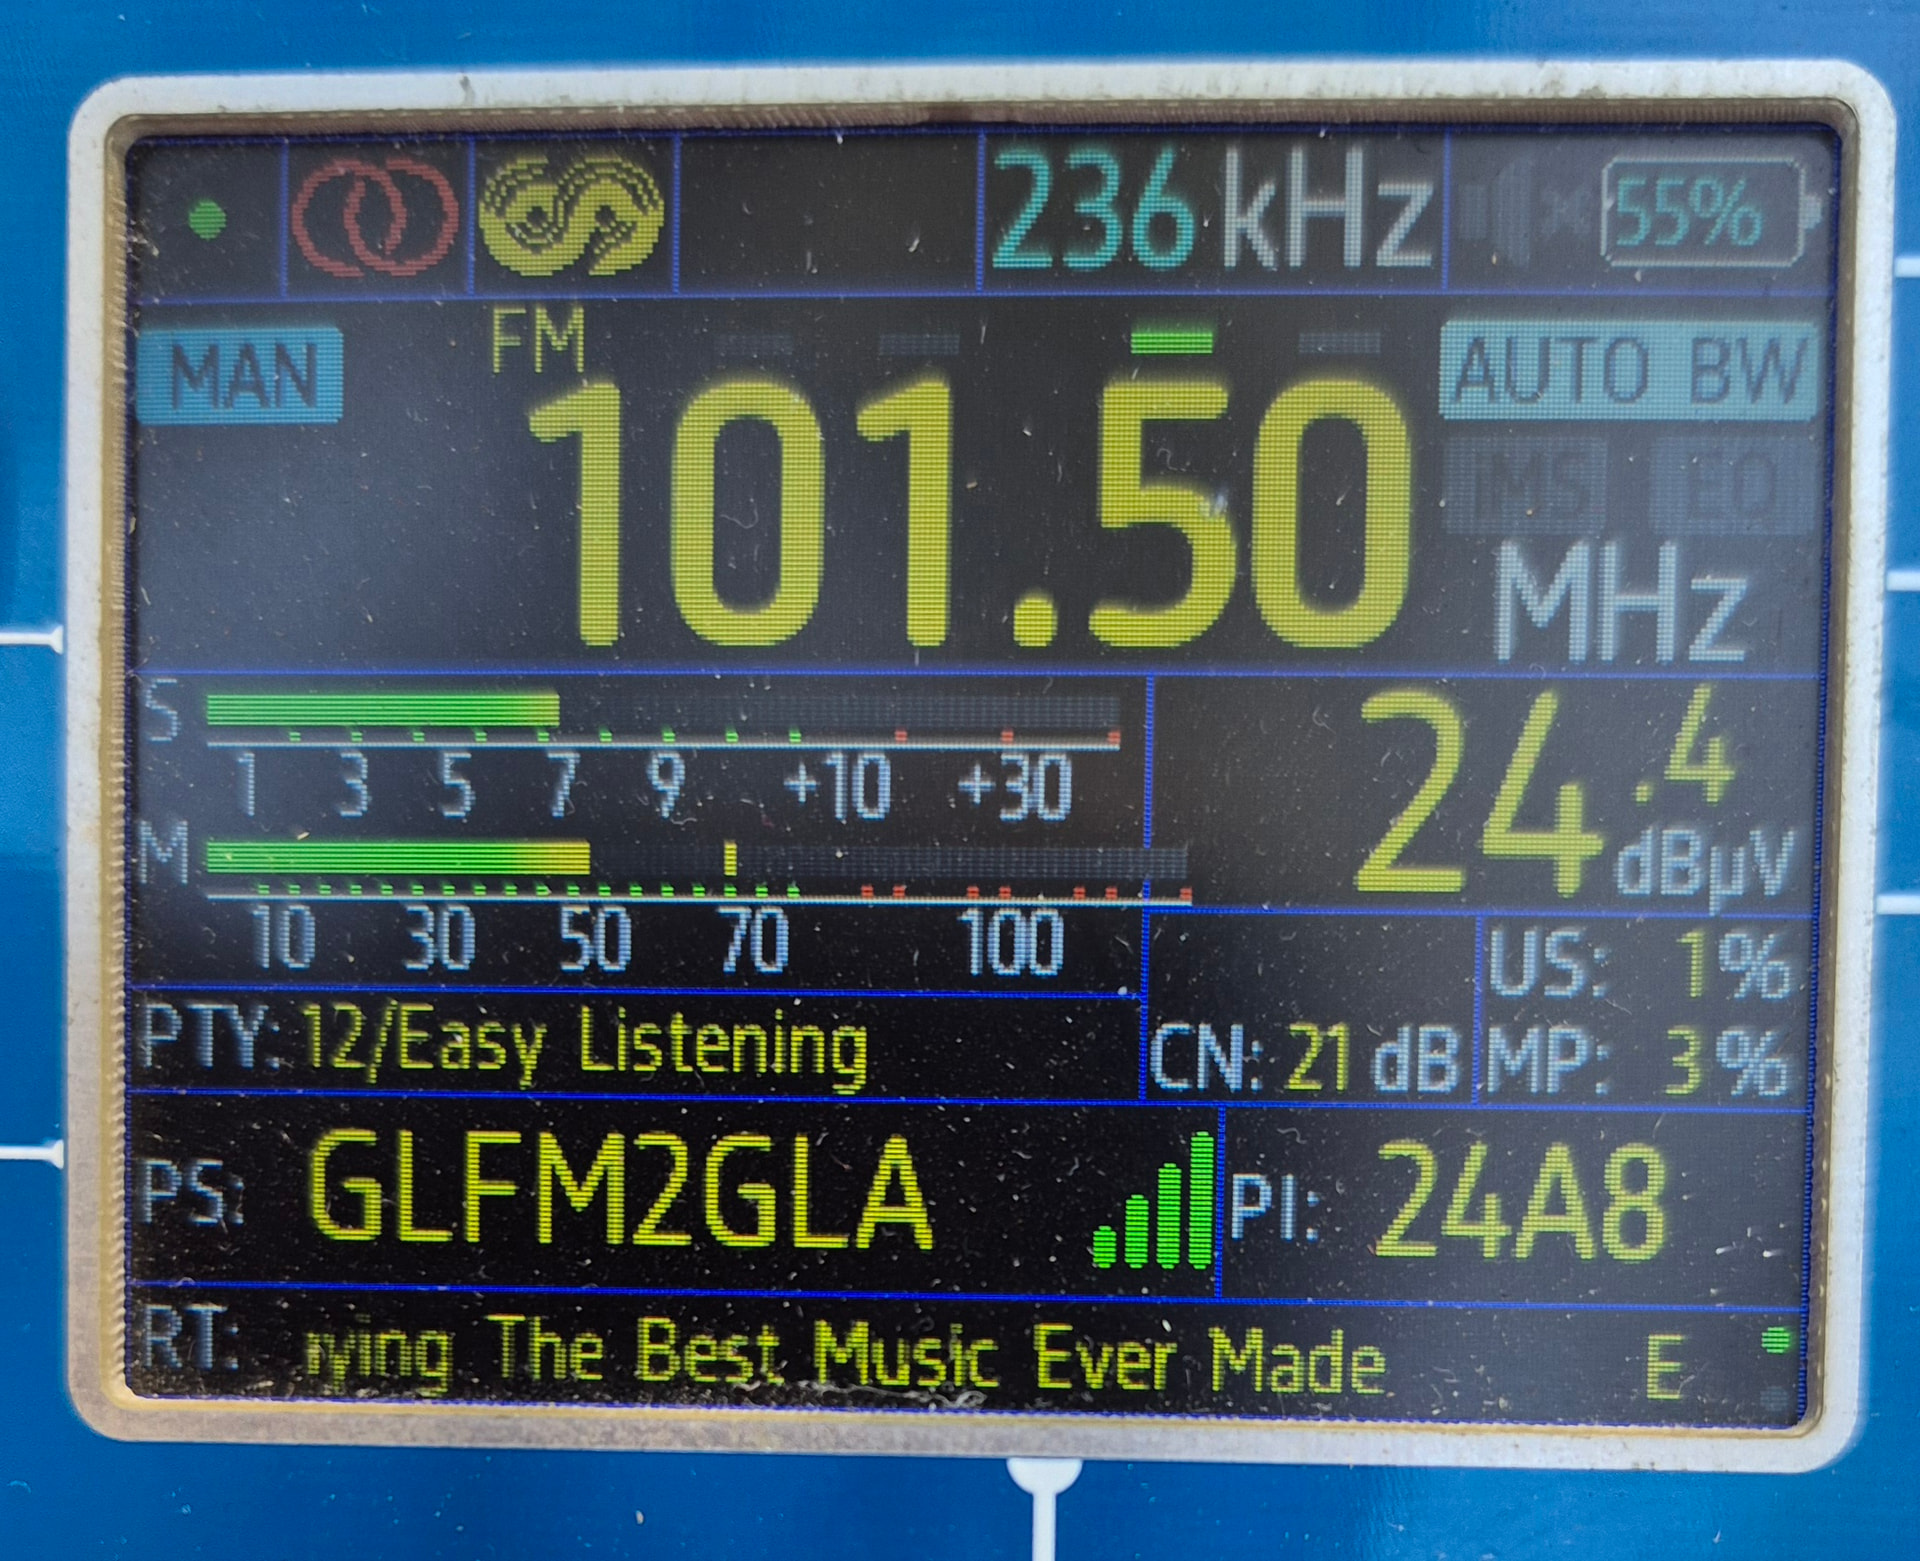 236 kHz 55%
MAN FM AUTO BW
101.50 MHz
iMS EQ
S
1 3 5 7 9 +10 +30
24.4 dBµV
M
10 30 50 70 100
US: 1%
PTY: 12/Easy Listening CN: 21 dB MP: 3%
PS: GLFM2GLA PI: 24A8
RT: The Best Music Ever Made E